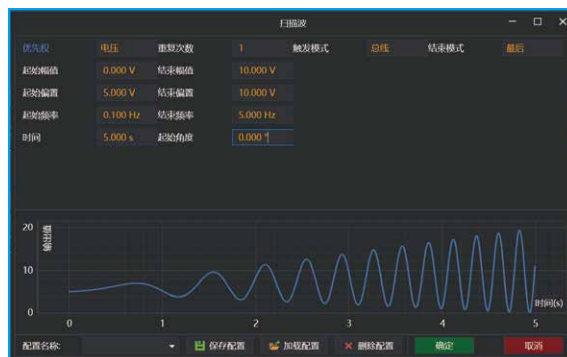 扫描波
优先权 电压 重复次数 1 触发模式 总线 结束模式 最后
起始幅值 0.000 V 结束幅值 10.000 V
起始偏置 5.000 V 结束偏置 10.000 V
起始频率 0.100 Hz 结束频率 5.000 Hz
时间 5.000 s 起始角度 0.000 °
20
输出值
10
0
时间(s)
0 1 2 3 4 5
配置名称: 保存配置 加载配置 删除配置 确定 取消